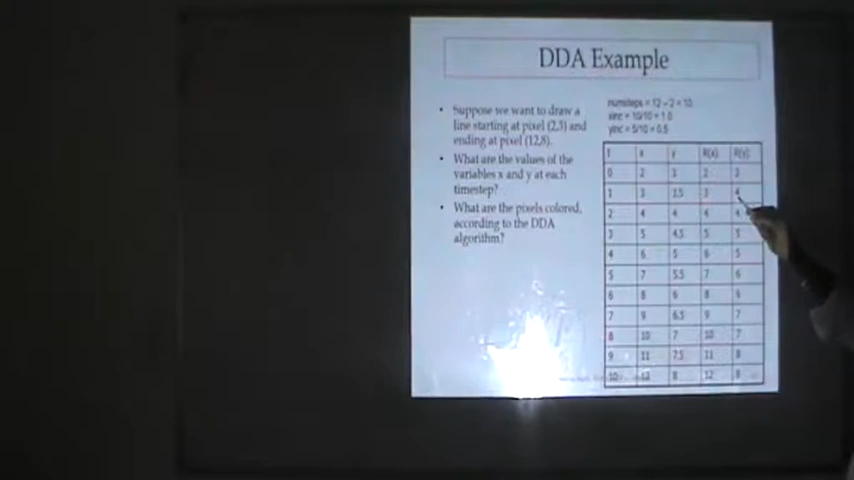 DDA Example
• Suppose we want to draw a
line starting at pixel (2,3) and
ending at pixel (12,8).
• What are the values of the
variables x and y at each
timestep?
• What are the pixels colored,
according to the DDA
algorithm?
numsteps = 12 – 2 = 10
xinc = 10/10 = 1.0
yinc = 5/10 = 0.5
t x y R(x) R(y)
0 2 3 2 3
1 3 3.5 3 4
2 4 4 4 4
3 5 4.5 5 5
4 6 5 6 5
5 7 5.5 7 6
6 8 6 8 6
7 9 6.5 9 7
8 10 7 10 7
9 11 7.5 11 8
10 12 8 12 8